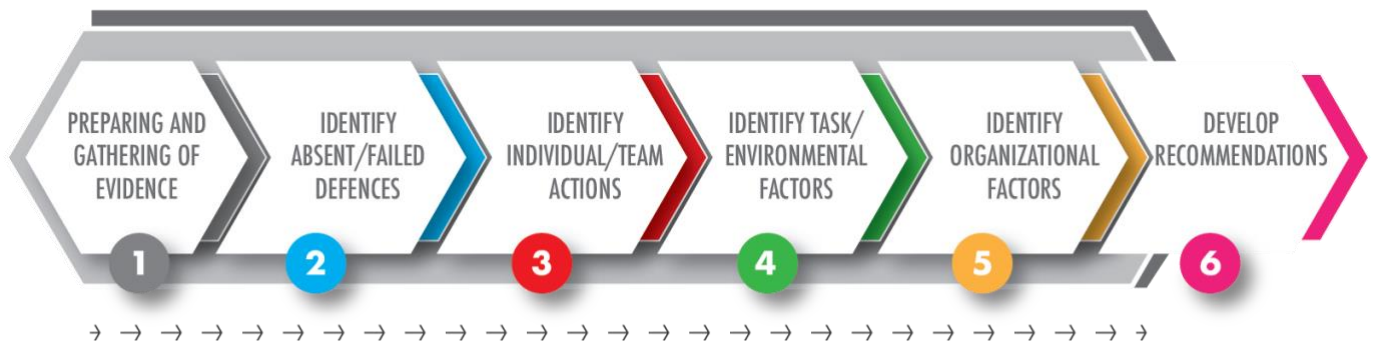 PREPARING AND
GATHERING OF
EVIDENCE
1
IDENTIFY
ABSENT/FAILED
DEFENCES
2
IDENTIFY
INDIVIDUAL/TEAM
ACTIONS
3
IDENTIFY TASK/
ENVIRONMENTAL
FACTORS
4
IDENTIFY
ORGANIZATIONAL
FACTORS
5
DEVELOP
RECOMMENDATIONS
6